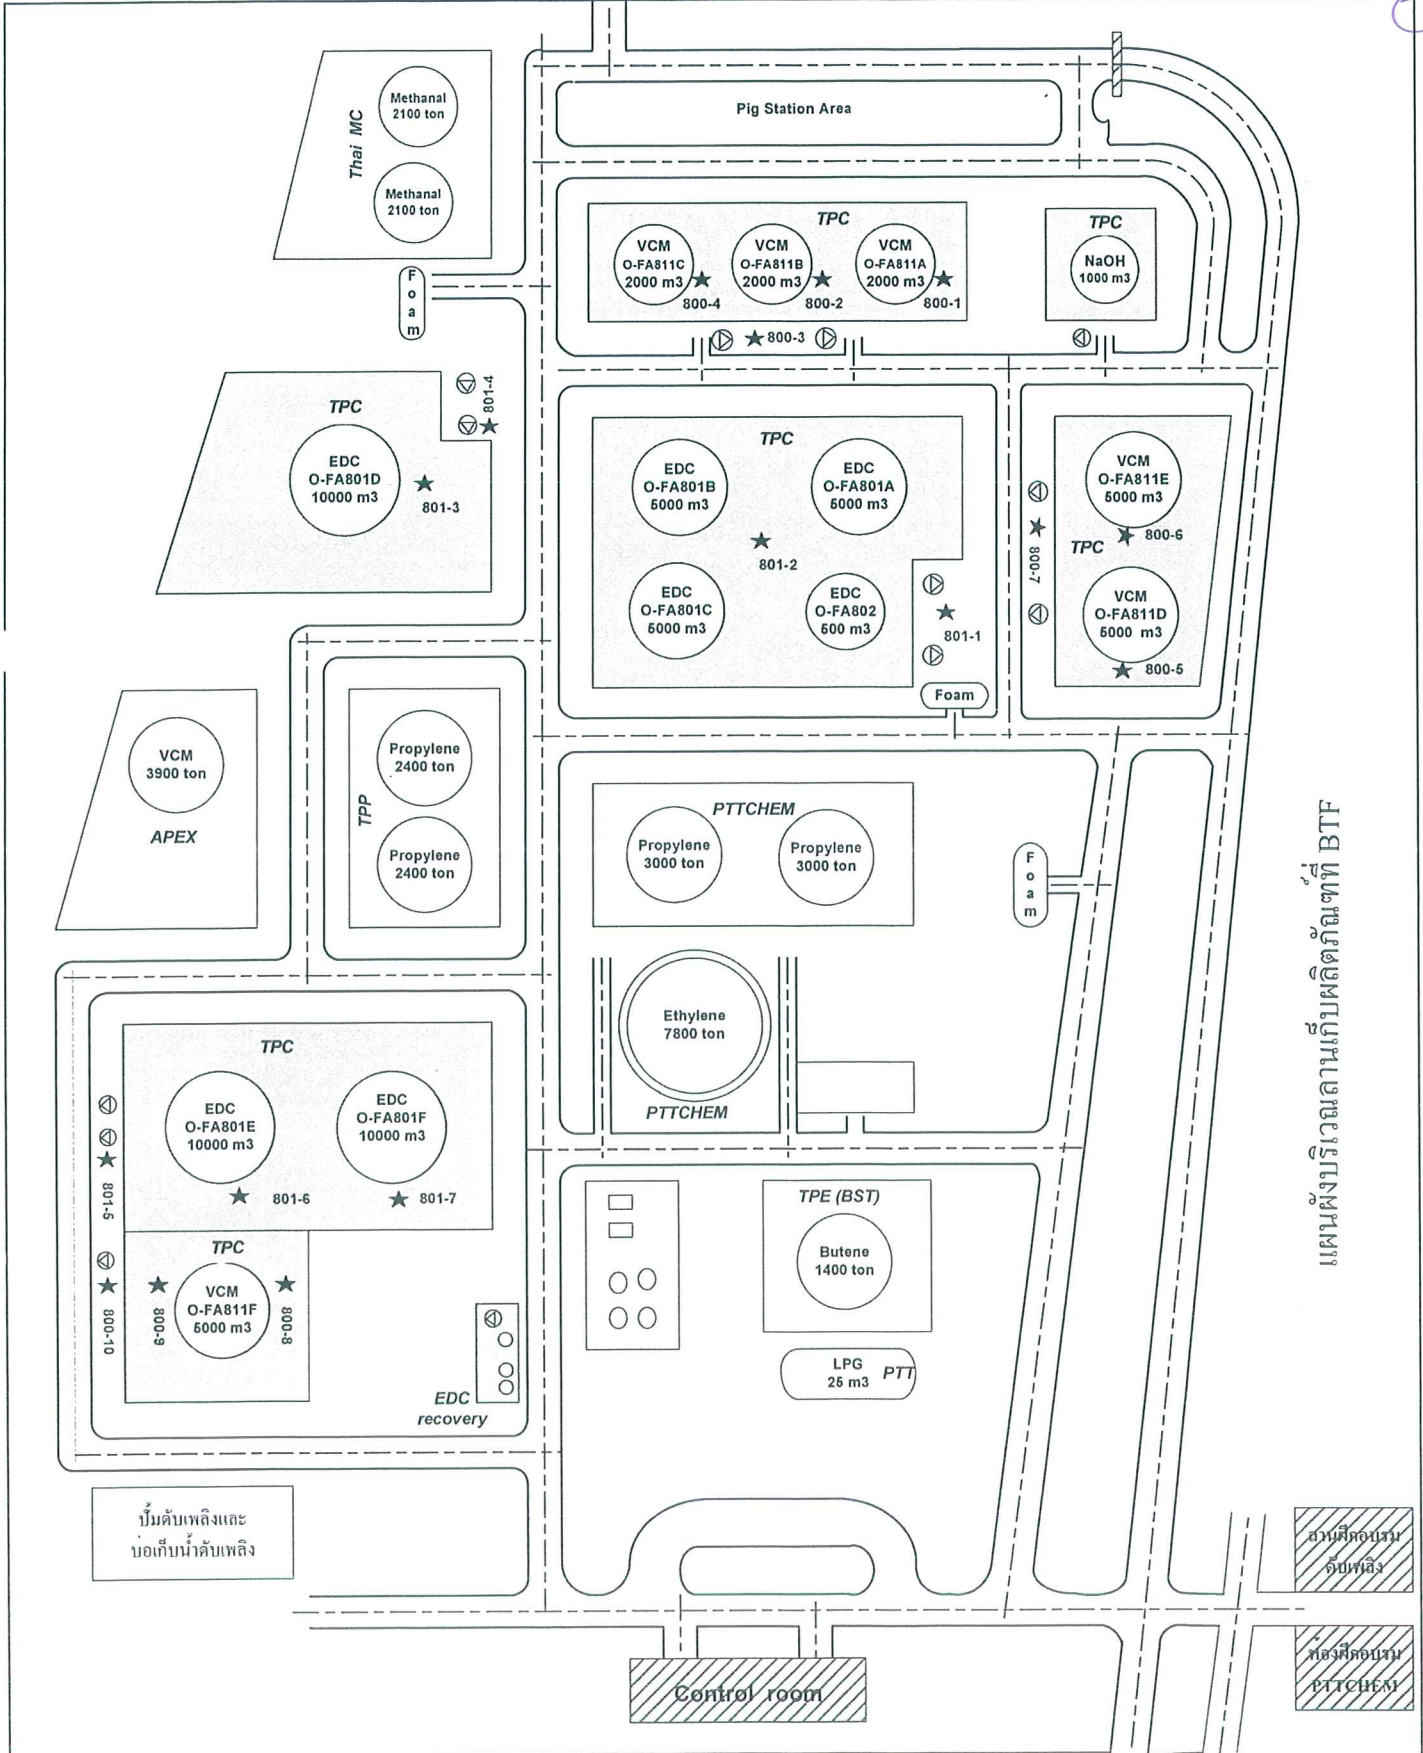 Pig Station Area
Thai MC
Methanal
2100 ton
Methanal
2100 ton
Foam
TPC
VCM
O-FA811C
2000 m3
800-4
VCM
O-FA811B
2000 m3
800-2
VCM
O-FA811A
2000 m3
800-1
800-3
TPC
NaOH
1000 m3
TPC
EDC
O-FA801D
10000 m3
801-3
801-4
TPC
EDC
O-FA801B
5000 m3
EDC
O-FA801A
5000 m3
801-2
EDC
O-FA801C
5000 m3
EDC
O-FA802
500 m3
801-1
Foam
VCM
O-FA811E
5000 m3
800-6
800-7
TPC
VCM
O-FA811D
5000 m3
800-5
VCM
3900 ton
APEX
TPP
Propylene
2400 ton
Propylene
2400 ton
PTTCHEM
Propylene
3000 ton
Propylene
3000 ton
Foam
Ethylene
7800 ton
PTTCHEM
แผนผังบริเวณลานเก็บผลิตภัณฑ์ที่ BTF
TPC
EDC
O-FA801E
10000 m3
801-6
EDC
O-FA801F
10000 m3
801-7
801-5
TPC
VCM
O-FA811F
5000 m3
800-10
800-9
800-8
EDC
recovery
TPE (BST)
Butene
1400 ton
LPG
25 m3
PTT
ปั๊มดับเพลิงและ
บ่อเก็บน้ำดับเพลิง
ลานฝึกอบรม
ดับเพลิง
ห้องฝึกอบรม
PTTCHEM
Control room